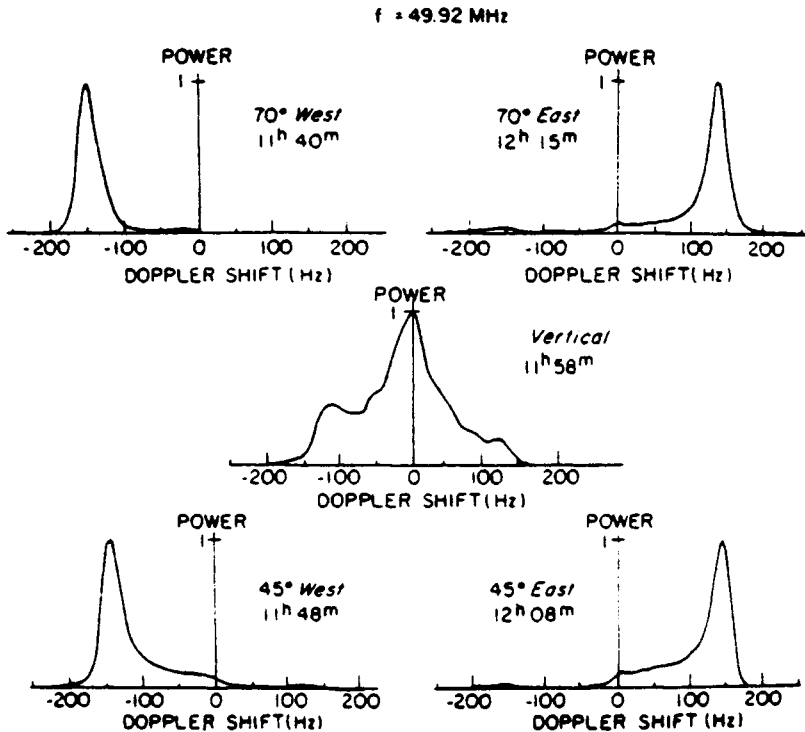 f = 49.92 MHz
POWER
1
70° West
11h 40m
-200 -100 0 100 200
DOPPLER SHIFT (Hz)
POWER
1
70° East
12h 15m
-200 -100 0 100 200
DOPPLER SHIFT (Hz)
POWER
1
Vertical
11h 58m
-200 -100 0 100 200
DOPPLER SHIFT (Hz)
POWER
1
45° West
11h 48m
-200 -100 0 100 200
DOPPLER SHIFT (Hz)
POWER
1
45° East
12h 08m
-200 -100 0 100 200
DOPPLER SHIFT (Hz)